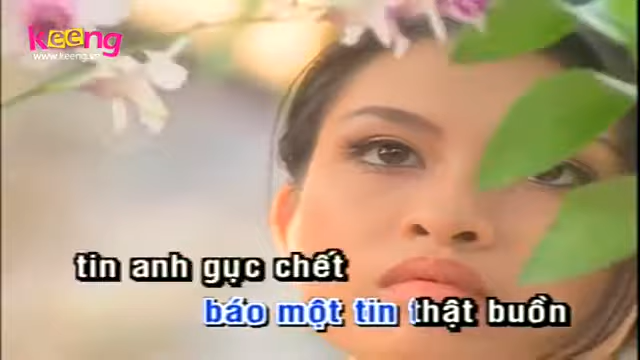 keeng
www.keeng.vn
tin anh gục chết
báo một tin thật buồn